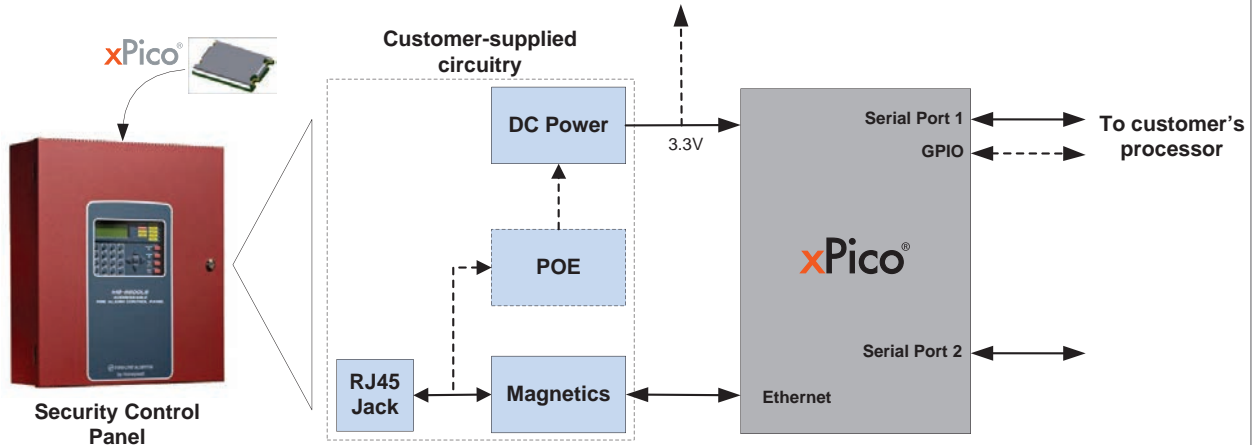 xPico®
Customer-supplied
circuitry
DC Power
3.3V
Serial Port 1
GPIO
To customer's
processor
POE
xPico®
Serial Port 2
RJ45
Jack
Magnetics
Ethernet
Security Control
Panel